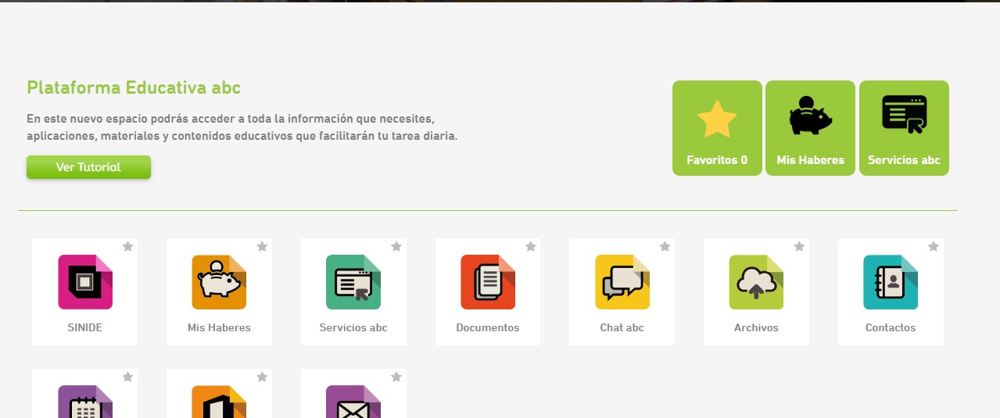 Plataforma Educativa abc
En este nuevo espacio podrás acceder a toda la información que necesites,
aplicaciones, materiales y contenidos educativos que facilitarán tu tarea diaria.
Ver Tutorial
Favoritos 0
Mis Haberes
Servicios abc
SINIDE
Mis Haberes
Servicios abc
Documentos
Chat abc
Archivos
Contactos